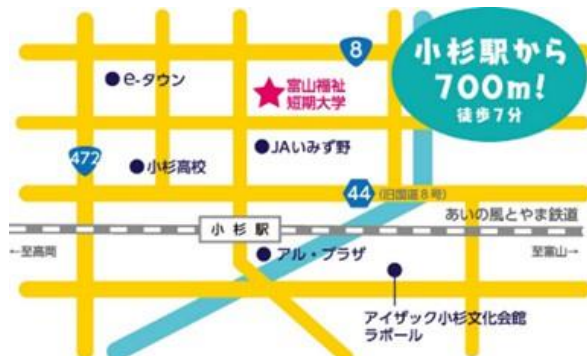 8
小杉駅から
700m!
徒歩7分
e-タウン
富山福祉
短期大学
472
小杉高校
JAいみず野
44
(旧国道8号)
あいの風とやま鉄道
小杉駅
←至高岡
アル・プラザ
至富山→
アイザック小杉文化会館
ラポール